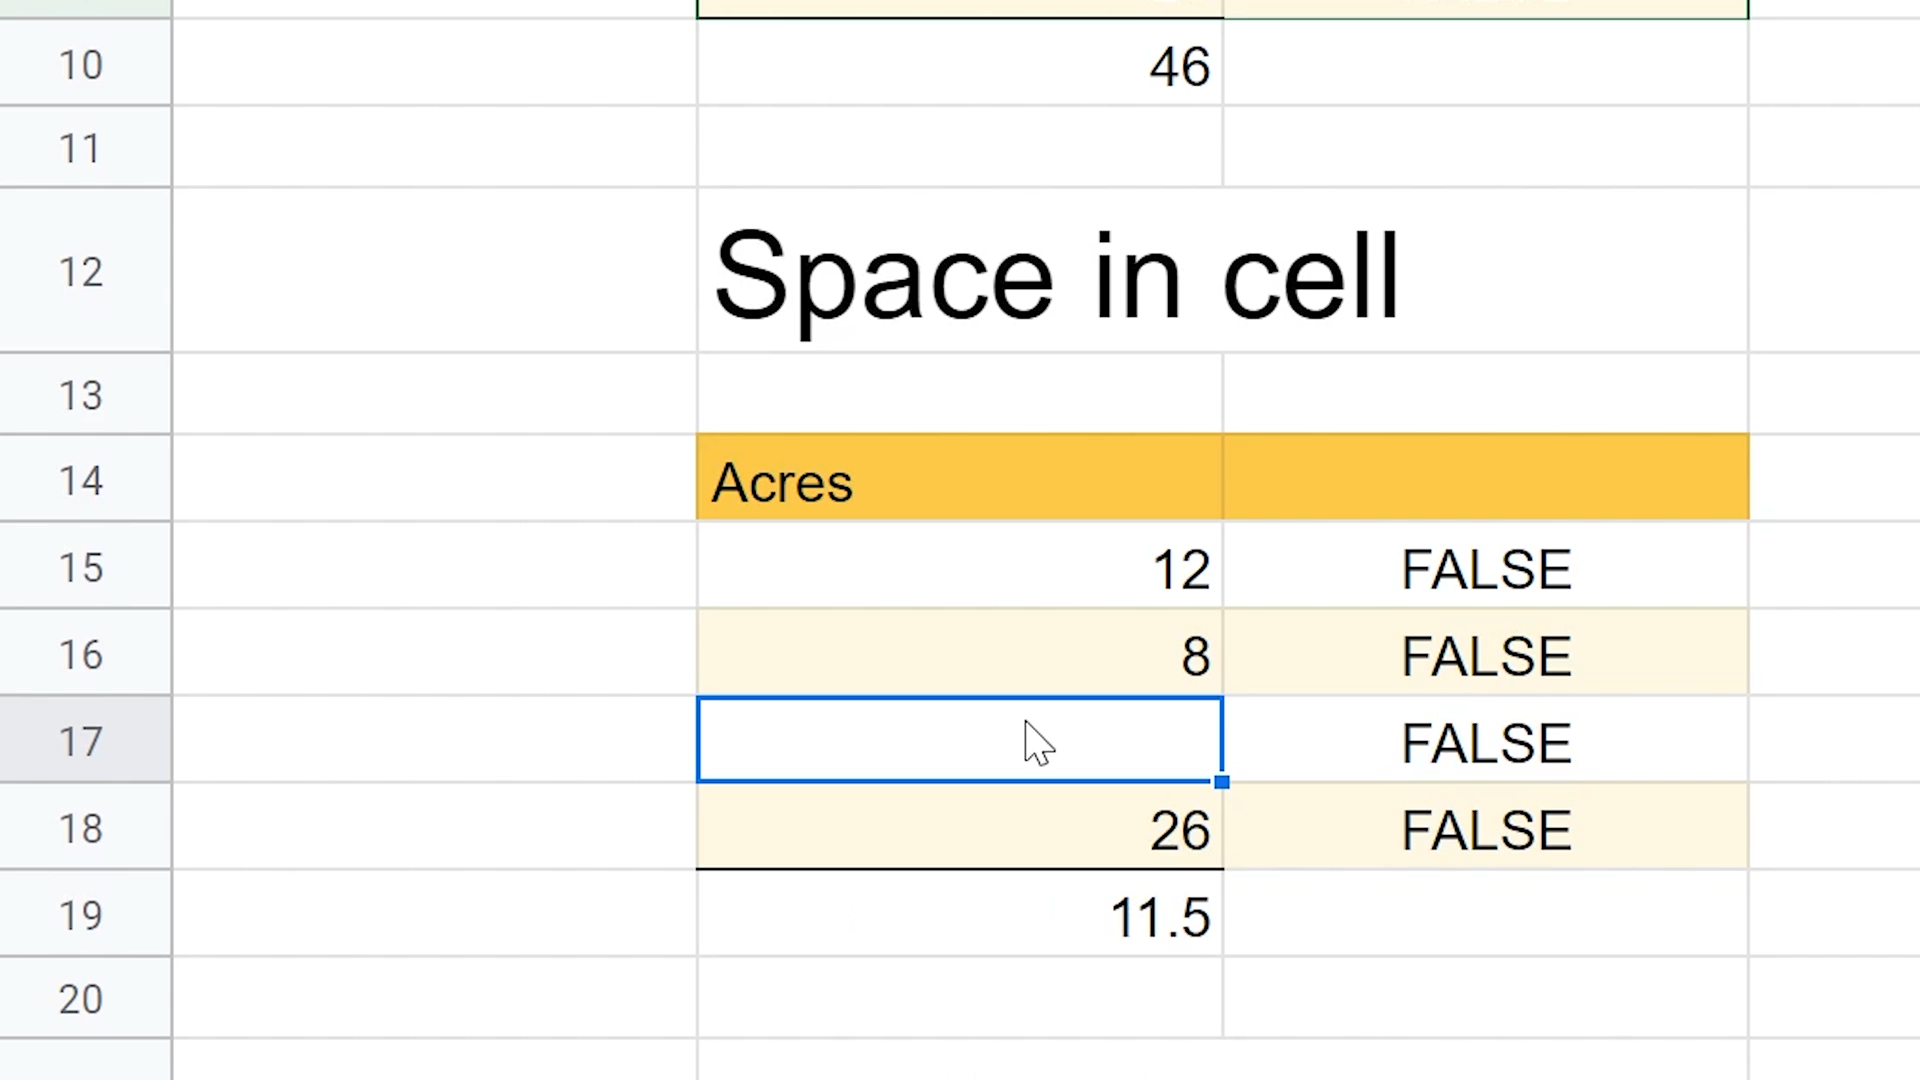 10 46
11
12 Space in cell
13
14 Acres
15 12 FALSE
16 8 FALSE
17 FALSE
18 26 FALSE
19 11.5
20